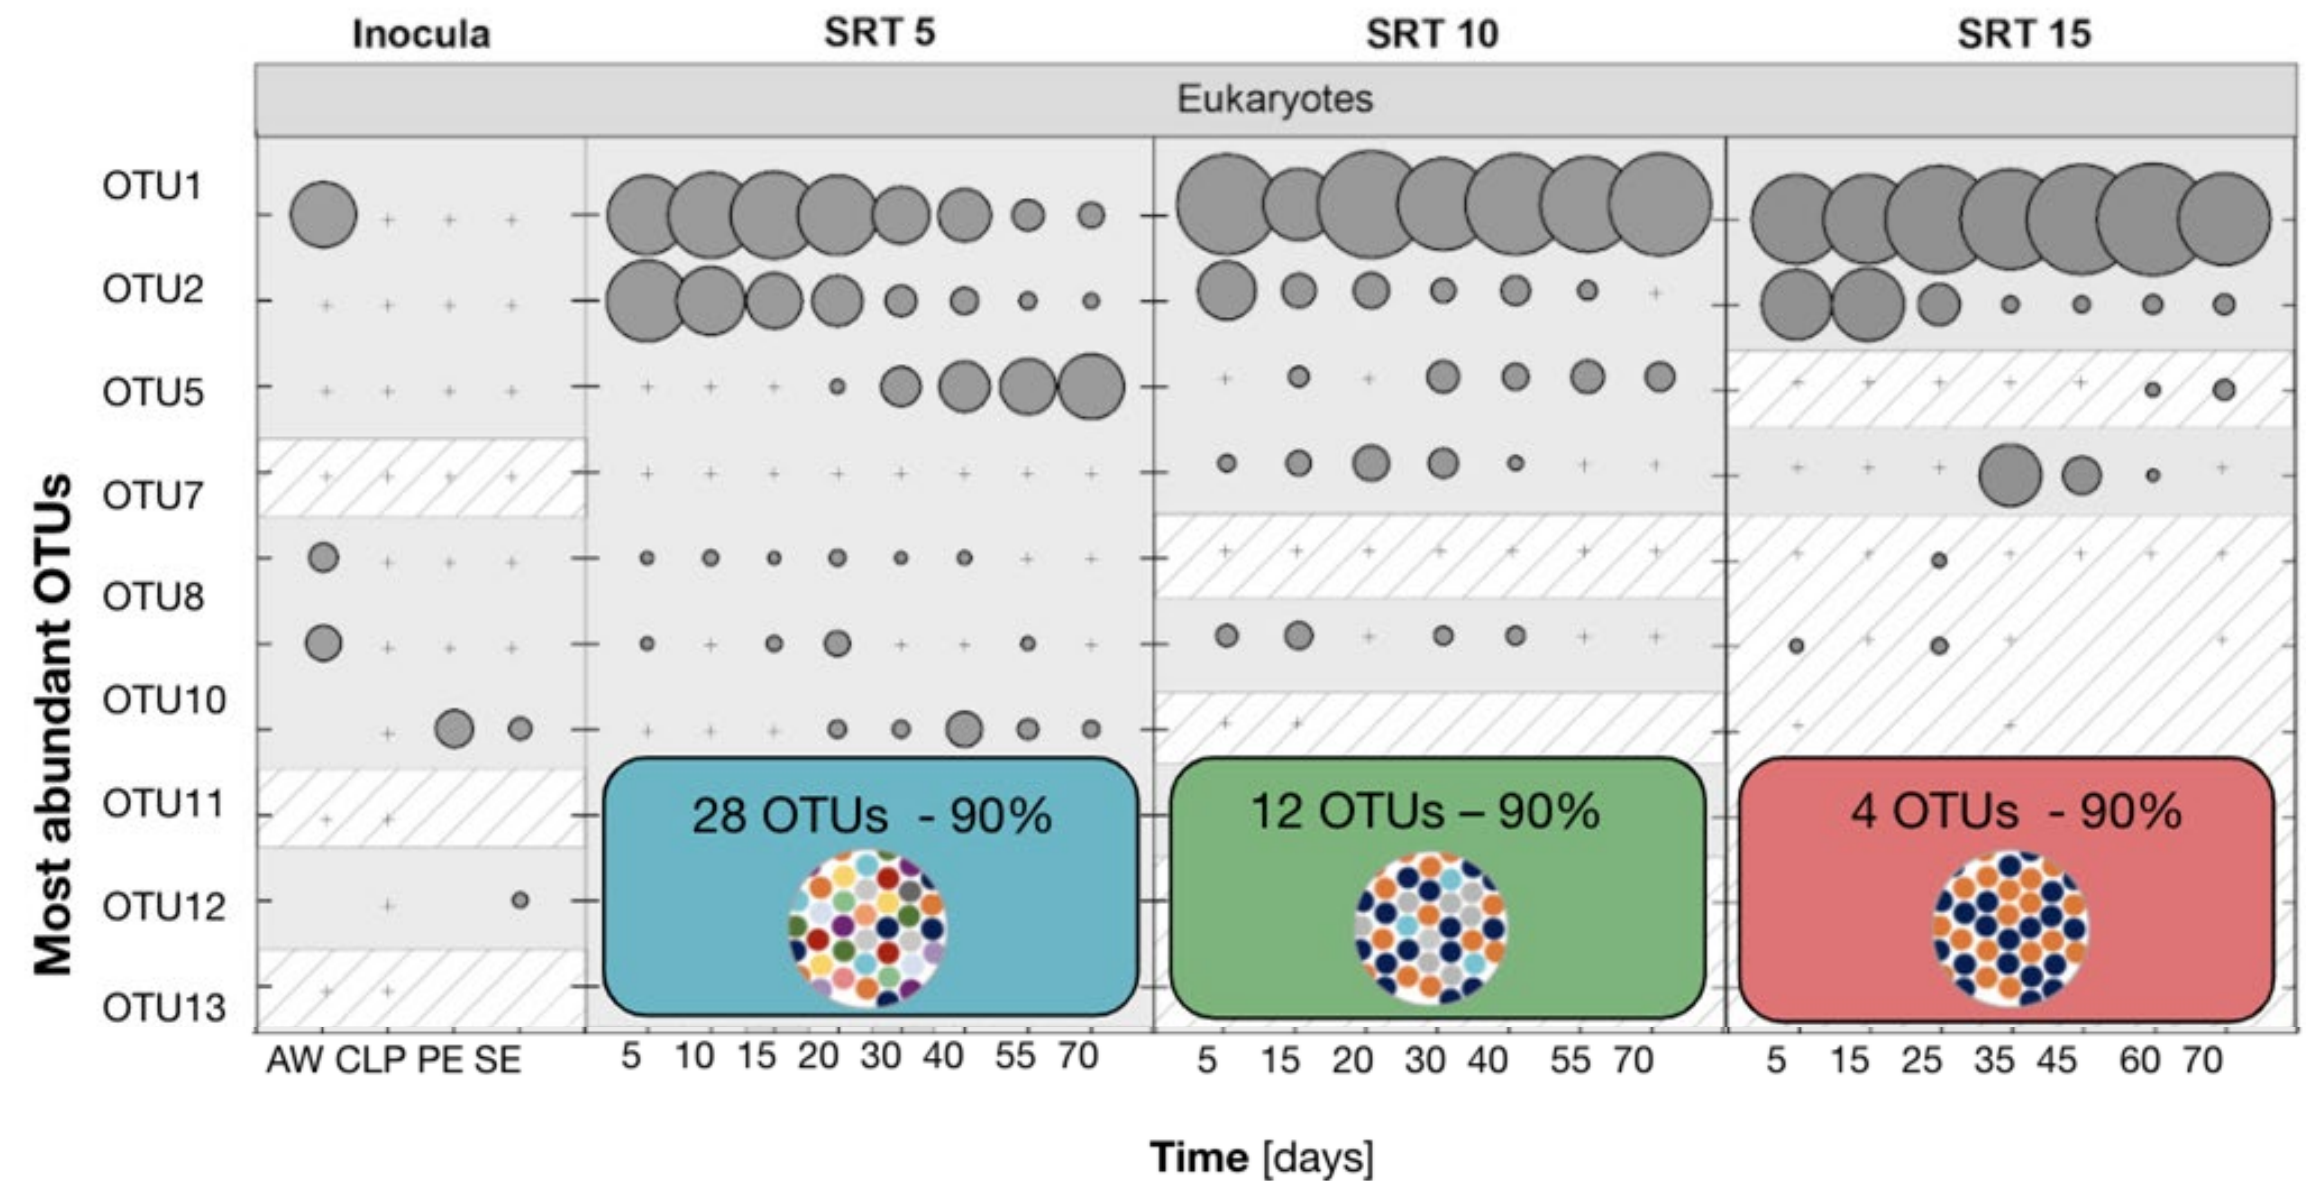 Inocula SRT 5 SRT 10 SRT 15
Eukaryotes
Most abundant OTUs
OTU1
OTU2
OTU5
OTU7
OTU8
OTU10
OTU11
OTU12
OTU13
28 OTUs - 90%
12 OTUs – 90%
4 OTUs - 90%
AW CLP PE SE 5 10 15 20 30 40 55 70 5 15 20 30 40 55 70 5 15 25 35 45 60 70
Time [days]